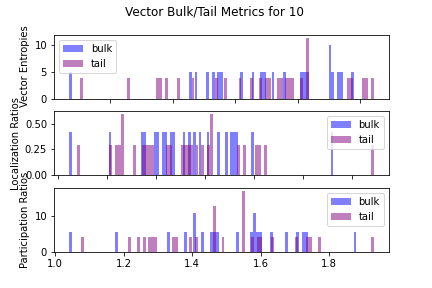 Vector Bulk/Tail Metrics for 10
Vector Entropies
10
5
0
bulk
tail
Localization Ratios
0.50
0.25
0.00
bulk
tail
Participation Ratios
10
0
bulk
tail
1.0
1.2
1.4
1.6
1.8